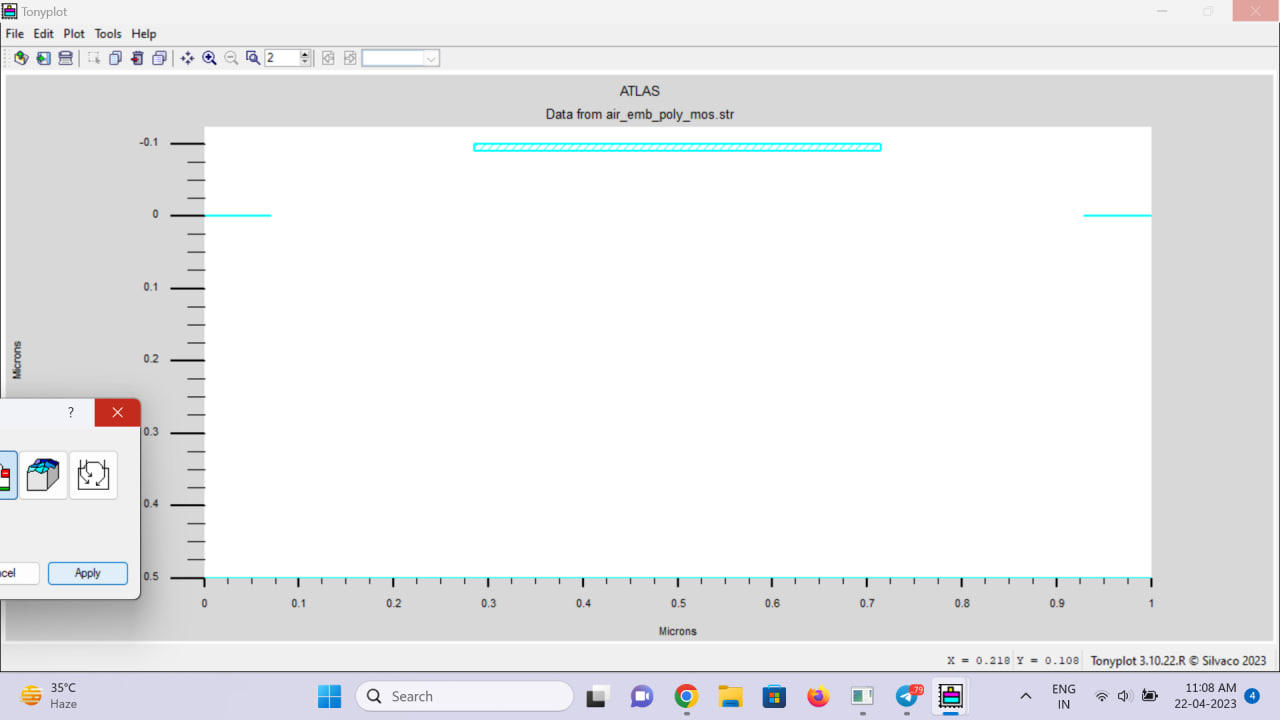 Tonyplot
File Edit Plot Tools Help
2
ATLAS
Data from air_emb_poly_mos.str
-0.1
0
0.1
0.2
0.3
0.4
0.5
Microns
0 0.1 0.2 0.3 0.4 0.5 0.6 0.7 0.8 0.9 1
Microns
?
cel Apply
X = 0.218 Y = 0.108 Tonyplot 3.10.22.R © Silvaco 2023
35°C
Haze
Search
79
ENG
IN
11:08 AM
22-04-2023
4